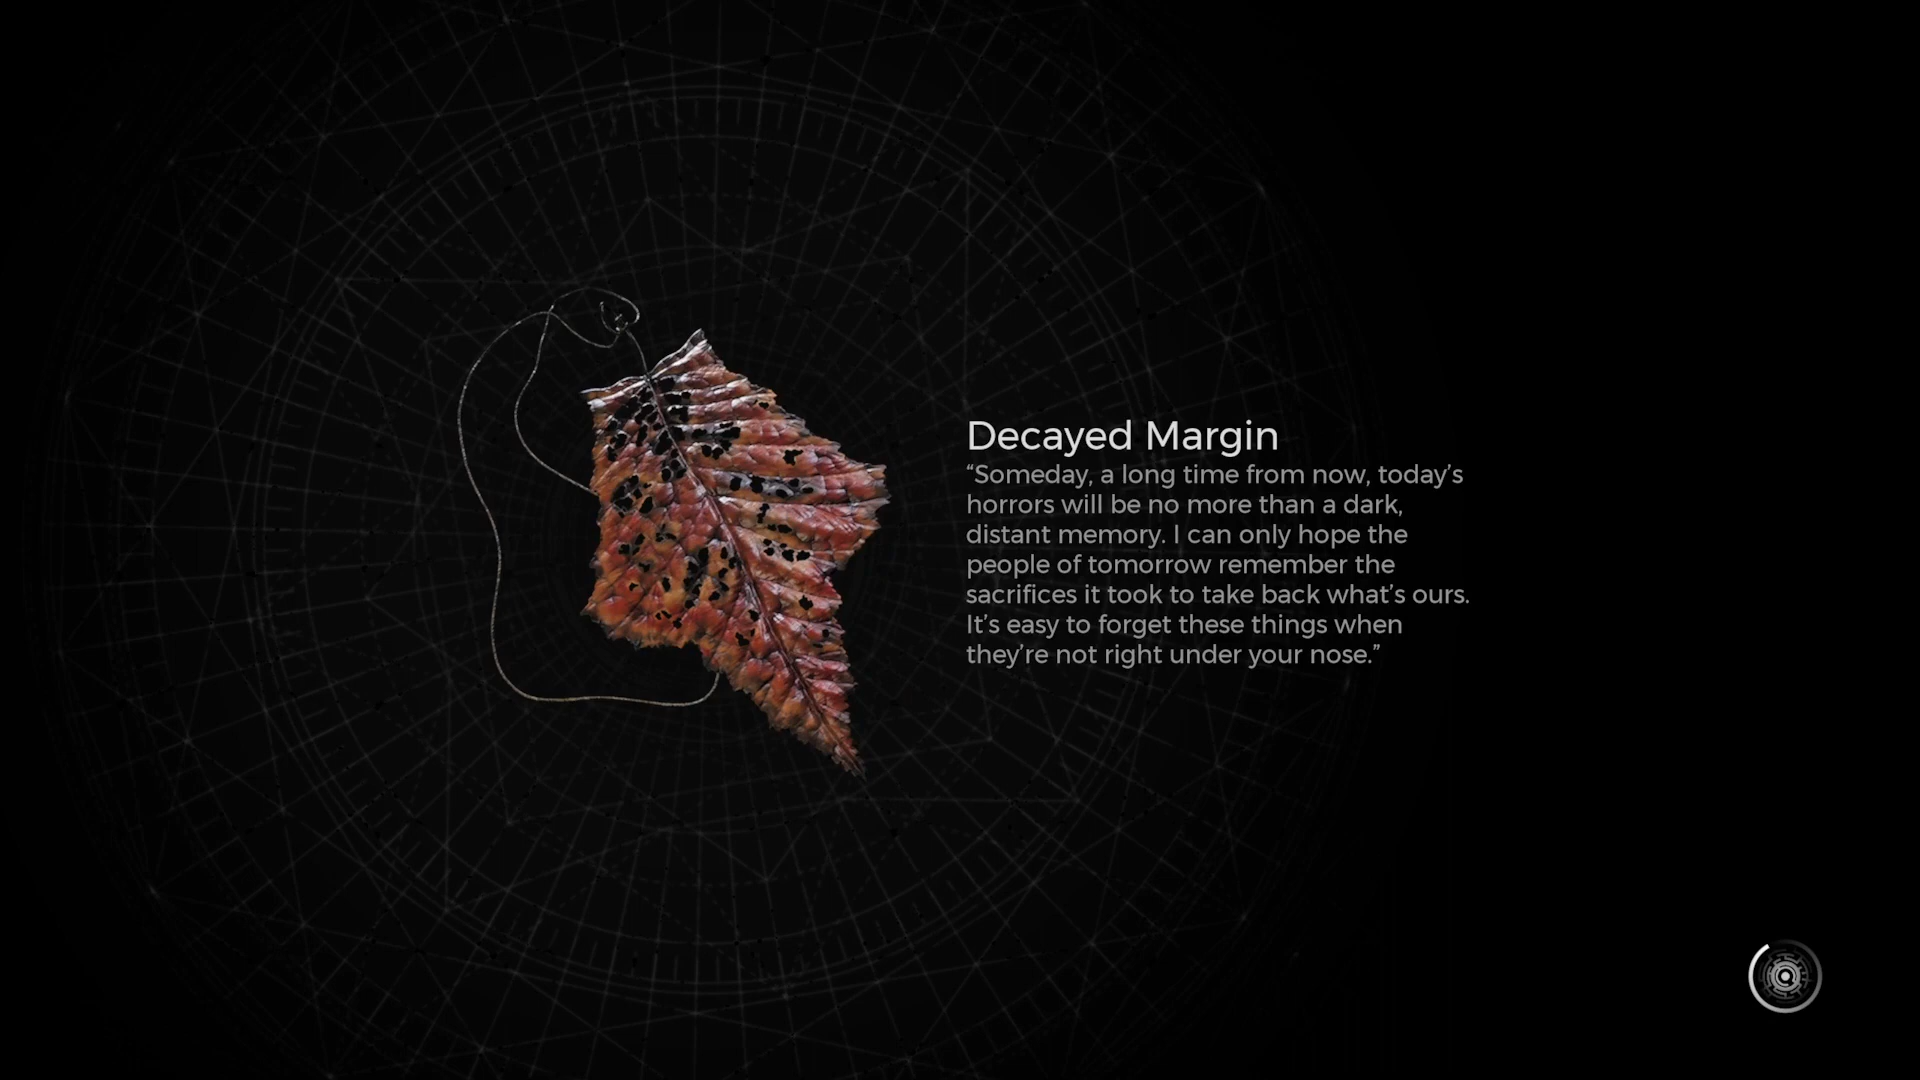 Decayed Margin
“Someday, a long time from now, today’s
horrors will be no more than a dark,
distant memory. I can only hope the
people of tomorrow remember the
sacrifices it took to take back what’s ours.
It’s easy to forget these things when
they’re not right under your nose.”